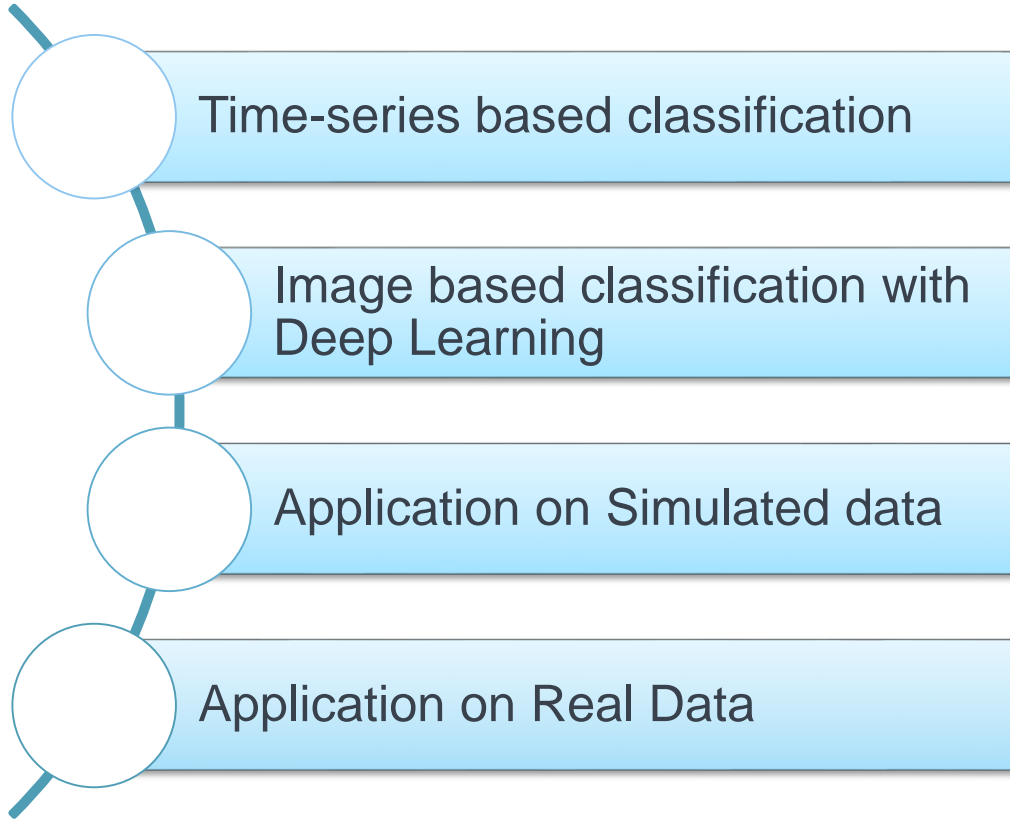 Time-series based classification
Image based classification with
Deep Learning
Application on Simulated data
Application on Real Data